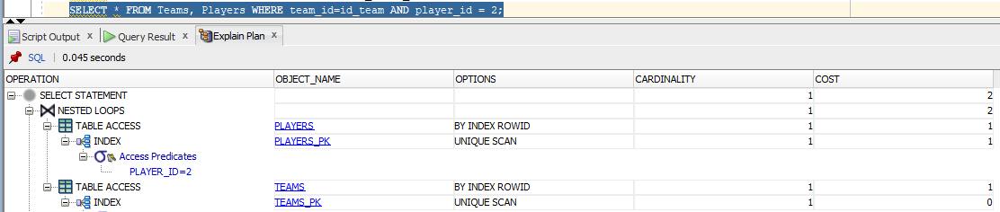 SELECT * FROM Teams, Players WHERE team_id=id_team AND player_id = 2;
Script Output x Query Result x Explain Plan x
SQL | 0.045 seconds
OPERATION OBJECT_NAME OPTIONS CARDINALITY COST
SELECT STATEMENT 1 2
NESTED LOOPS 1 2
TABLE ACCESS PLAYERS BY INDEX ROWID 1 1
INDEX PLAYERS_PK UNIQUE SCAN 1 1
Access Predicates
PLAYER_ID=2
TABLE ACCESS TEAMS BY INDEX ROWID 1 1
INDEX TEAMS_PK UNIQUE SCAN 1 0